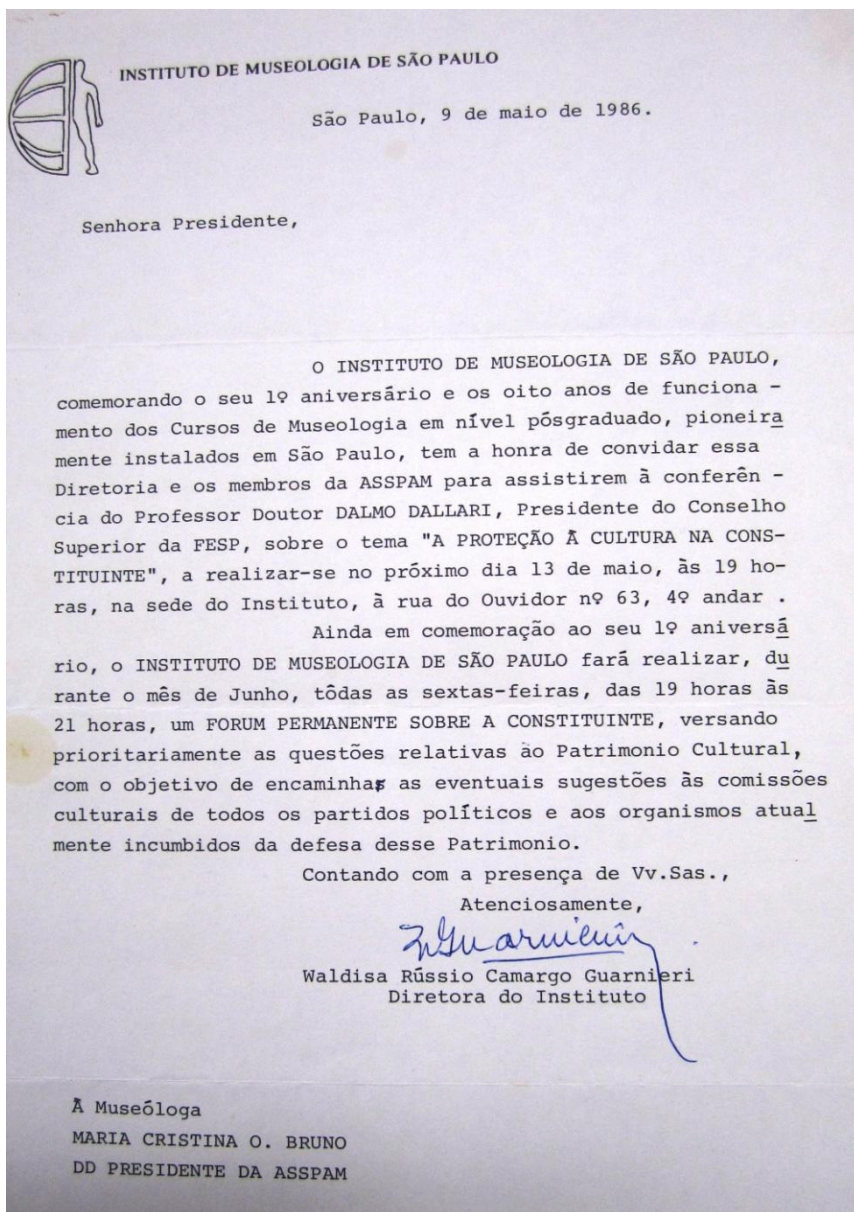 INSTITUTO DE MUSEOLOGIA DE SÃO PAULO
São Paulo, 9 de maio de 1986.
Senhora Presidente,
O INSTITUTO DE MUSEOLOGIA DE SÃO PAULO,
comemorando o seu 1º aniversário e os oito anos de funciona -
mento dos Cursos de Museologia em nível pósgraduado, pioneira
mente instalados em São Paulo, tem a honra de convidar essa
Diretoria e os membros da ASSPAM para assistirem à conferên -
cia do Professor Doutor DALMO DALLARI, Presidente do Conselho
Superior da FESP, sobre o tema "A PROTEÇÃO À CULTURA NA CONS-
TITUINTE", a realizar-se no próximo dia 13 de maio, às 19 ho-
ras, na sede do Instituto, à rua do Ouvidor nº 63, 4º andar .
Ainda em comemoração ao seu 1º aniversá
rio, o INSTITUTO DE MUSEOLOGIA DE SÃO PAULO fará realizar, du
rante o mês de Junho, tôdas as sextas-feiras, das 19 horas às
21 horas, um FORUM PERMANENTE SOBRE A CONSTITUINTE, versando
prioritariamente as questões relativas ao Patrimonio Cultural,
com o objetivo de encaminhar as eventuais sugestões às comissões
culturais de todos os partidos políticos e aos organismos atual
mente incumbidos da defesa desse Patrimonio.
Contando com a presença de Vv.Sas.,
Atenciosamente,
WGuarnieri
Waldisa Rússio Camargo Guarnieri
Diretora do Instituto
À Museóloga
MARIA CRISTINA O. BRUNO
DD PRESIDENTE DA ASSPAM